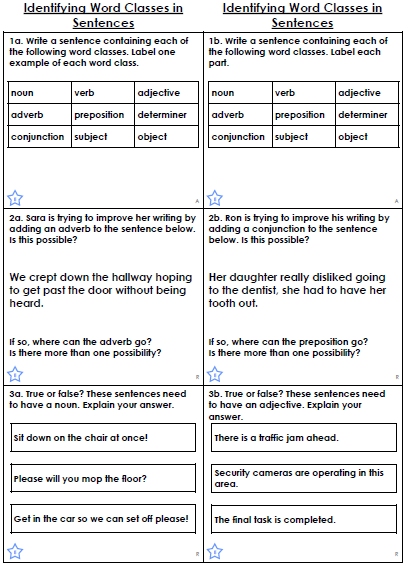 Identifying Word Classes in
Sentences
1a. Write a sentence containing each of
the following word classes. Label one
example of each word class.
noun verb adjective
adverb preposition determiner
conjunction subject object
A
2a. Sara is trying to improve her writing by
adding an adverb to the sentence below.
Is this possible?
We crept down the hallway hoping
to get past the door without being
heard.
If so, where can the adverb go?
Is there more than one possibility?
R
3a. True or false? These sentences need
to have a noun. Explain your answer.
Sit down on the chair at once!
Please will you mop the floor?
Get in the car so we can set off please!
R
Identifying Word Classes in
Sentences
1b. Write a sentence containing each of
the following word classes. Label each
part.
noun verb adjective
adverb preposition determiner
conjunction subject object
A
2b. Ron is trying to improve his writing by
adding a conjunction to the sentence
below. Is this possible?
Her daughter really disliked going
to the dentist, she had to have her
tooth out.
If so, where can the preposition go?
Is there more than one possibility?
R
3b. True or false? These sentences need
to have an adjective. Explain your
answer.
There is a traffic jam ahead.
Security cameras are operating in this
area.
The final task is completed.
R